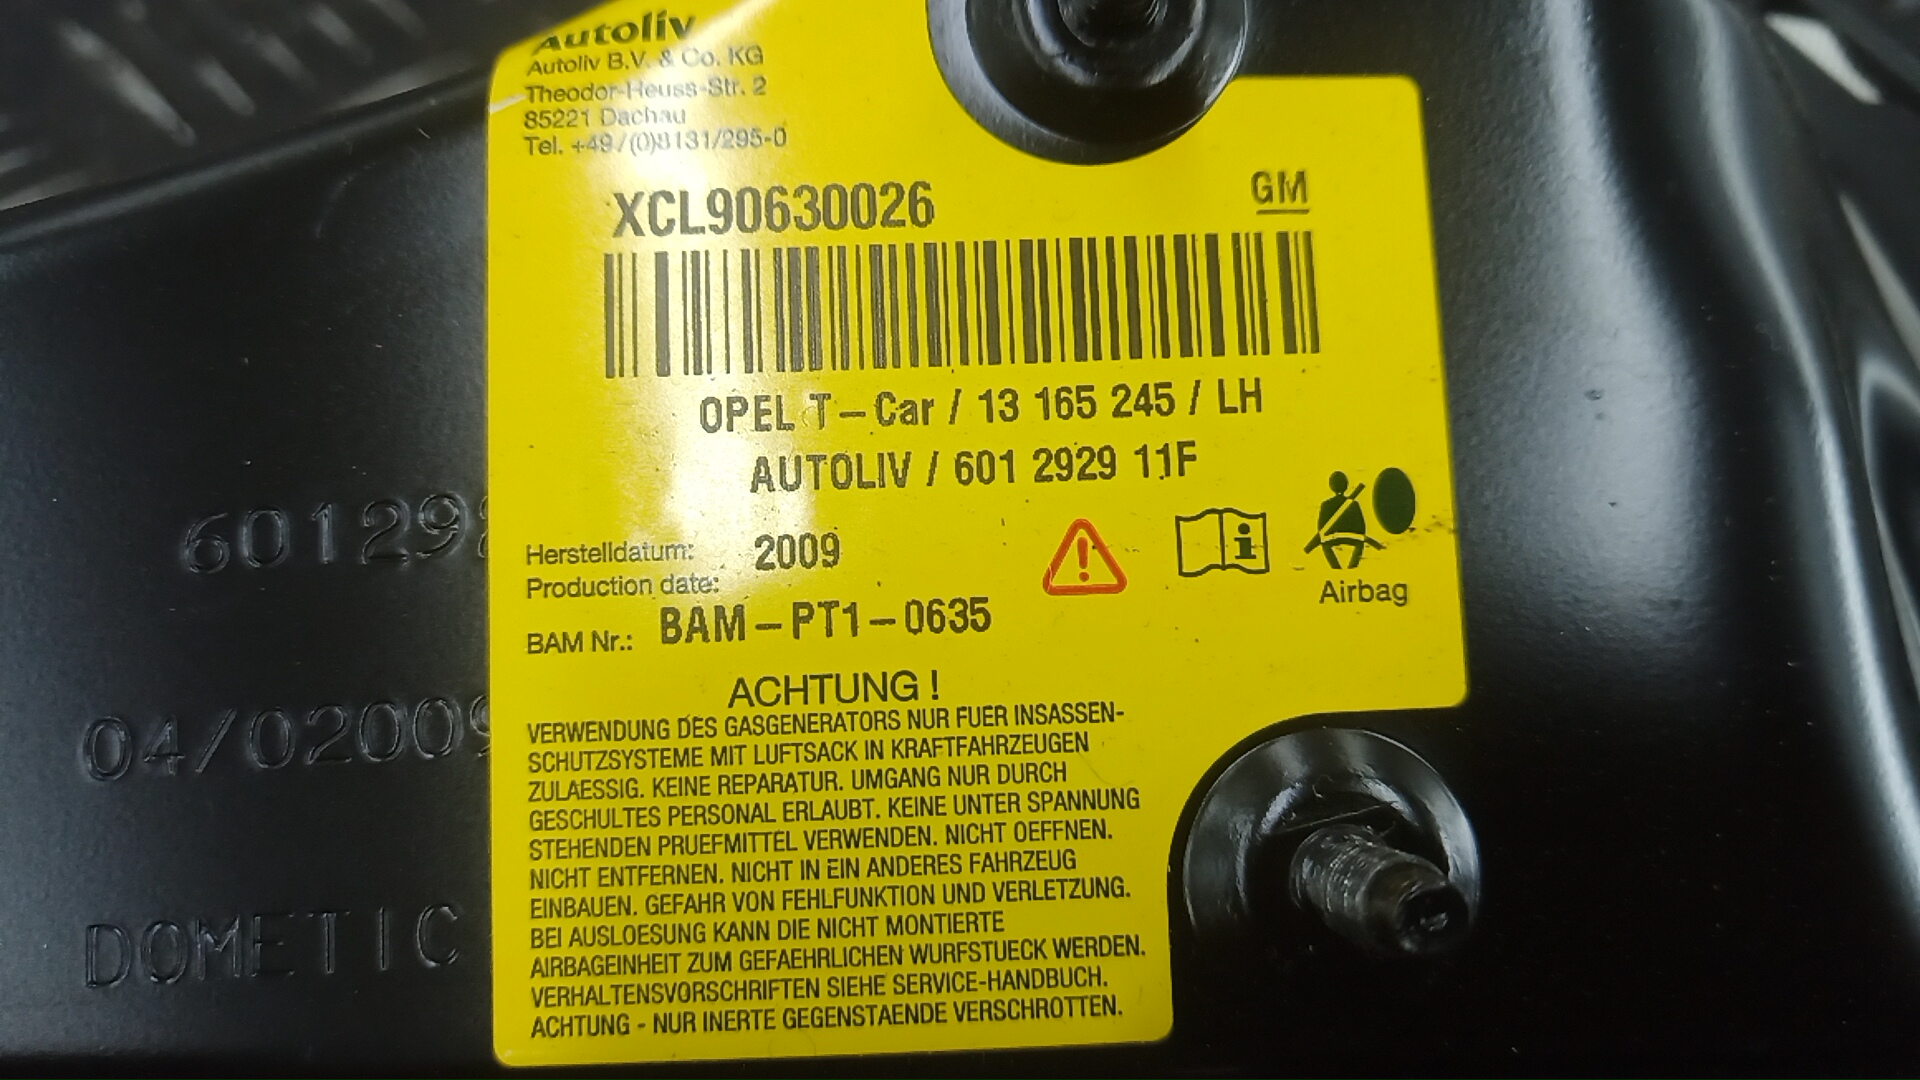 Autoliv
Autoliv B.V. & Co. KG
Theodor-Heuss-Str. 2
85221 Dachau
Tel. +49/(0)8131/295-0
XCL90630026
GM
OPEL T-Car / 13 165 245 / LH
AUTOLIV / 601 2929 11F
Herstelldatum:
Production date:
2009
BAM Nr.: BAM-PT1-0635
Airbag
ACHTUNG !
VERWENDUNG DES GASGENERATORS NUR FUER INSASSEN-
SCHUTZSYSTEME MIT LUFTSACK IN KRAFTFAHRZEUGEN
ZULAESSIG. KEINE REPARATUR. UMGANG NUR DURCH
GESCHULTES PERSONAL ERLAUBT. KEINE UNTER SPANNUNG
STEHENDEN PRUEFMITTEL VERWENDEN. NICHT OEFFNEN.
NICHT ENTFERNEN. NICHT IN EIN ANDERES FAHRZEUG
EINBAUEN. GEFAHR VON FEHLFUNKTION UND VERLETZUNG.
BEI AUSLOESUNG KANN DIE NICHT MONTIERTE
AIRBAGEINHEIT ZUM GEFAEHRLICHEN WURFSTUECK WERDEN.
VERHALTENSVORSCHRIFTEN SIEHE SERVICE-HANDBUCH.
ACHTUNG - NUR INERTE GEGENSTAENDE VERSCHROTTEN.
60129
04/02009
DOMETIC